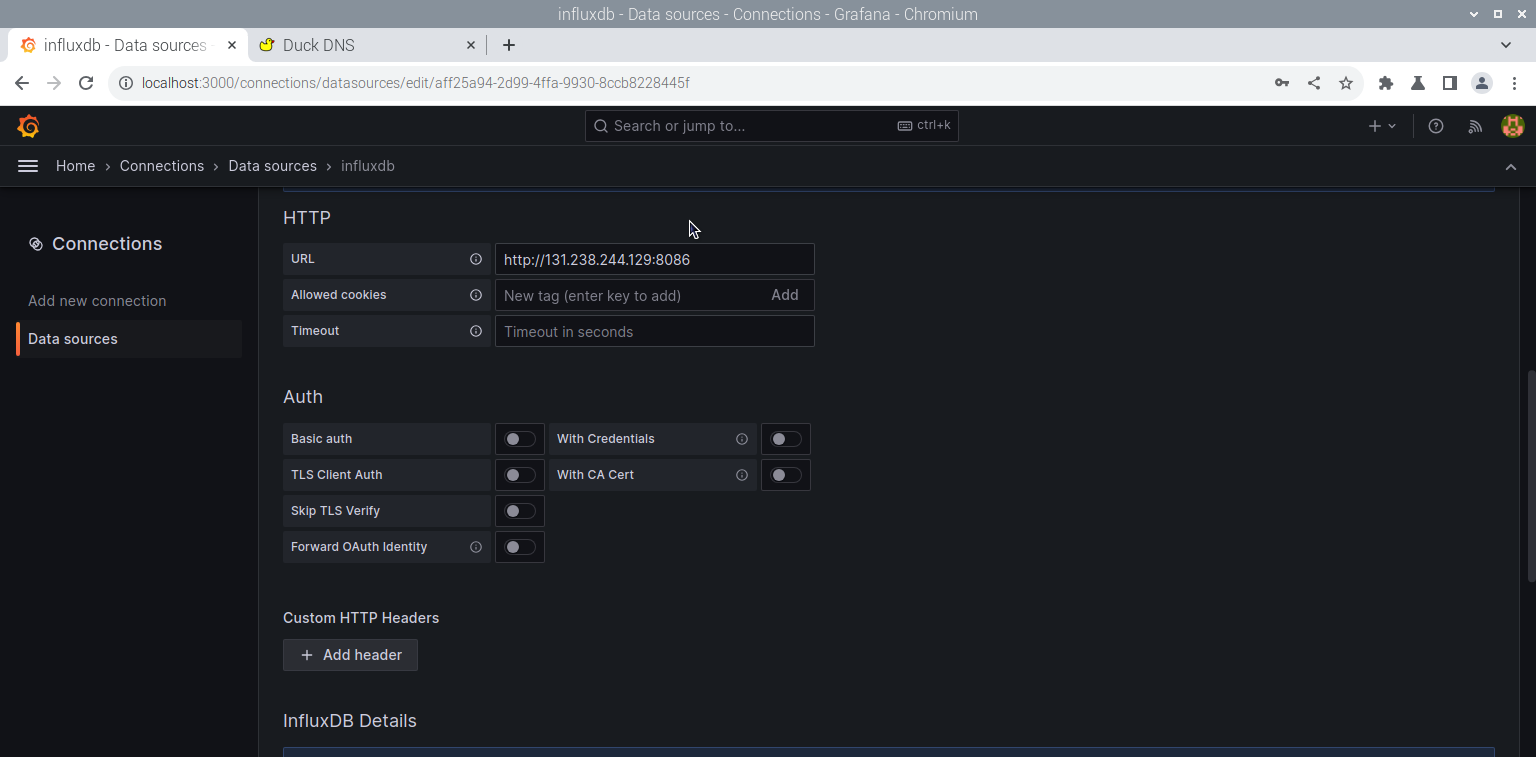 influxdb - Data sources - Connections - Grafana - Chromium
influxdb - Data sources -
Duck DNS
localhost:3000/connections/datasources/edit/aff25a94-2d99-4ffa-9930-8ccb8228445f
Search or jump to...
ctrl+k
Home › Connections › Data sources › influxdb
Connections
Add new connection
Data sources
HTTP
URL
http://131.238.244.129:8086
Allowed cookies
New tag (enter key to add)
Add
Timeout
Timeout in seconds
Auth
Basic auth
With Credentials
TLS Client Auth
With CA Cert
Skip TLS Verify
Forward OAuth Identity
Custom HTTP Headers
+ Add header
InfluxDB Details